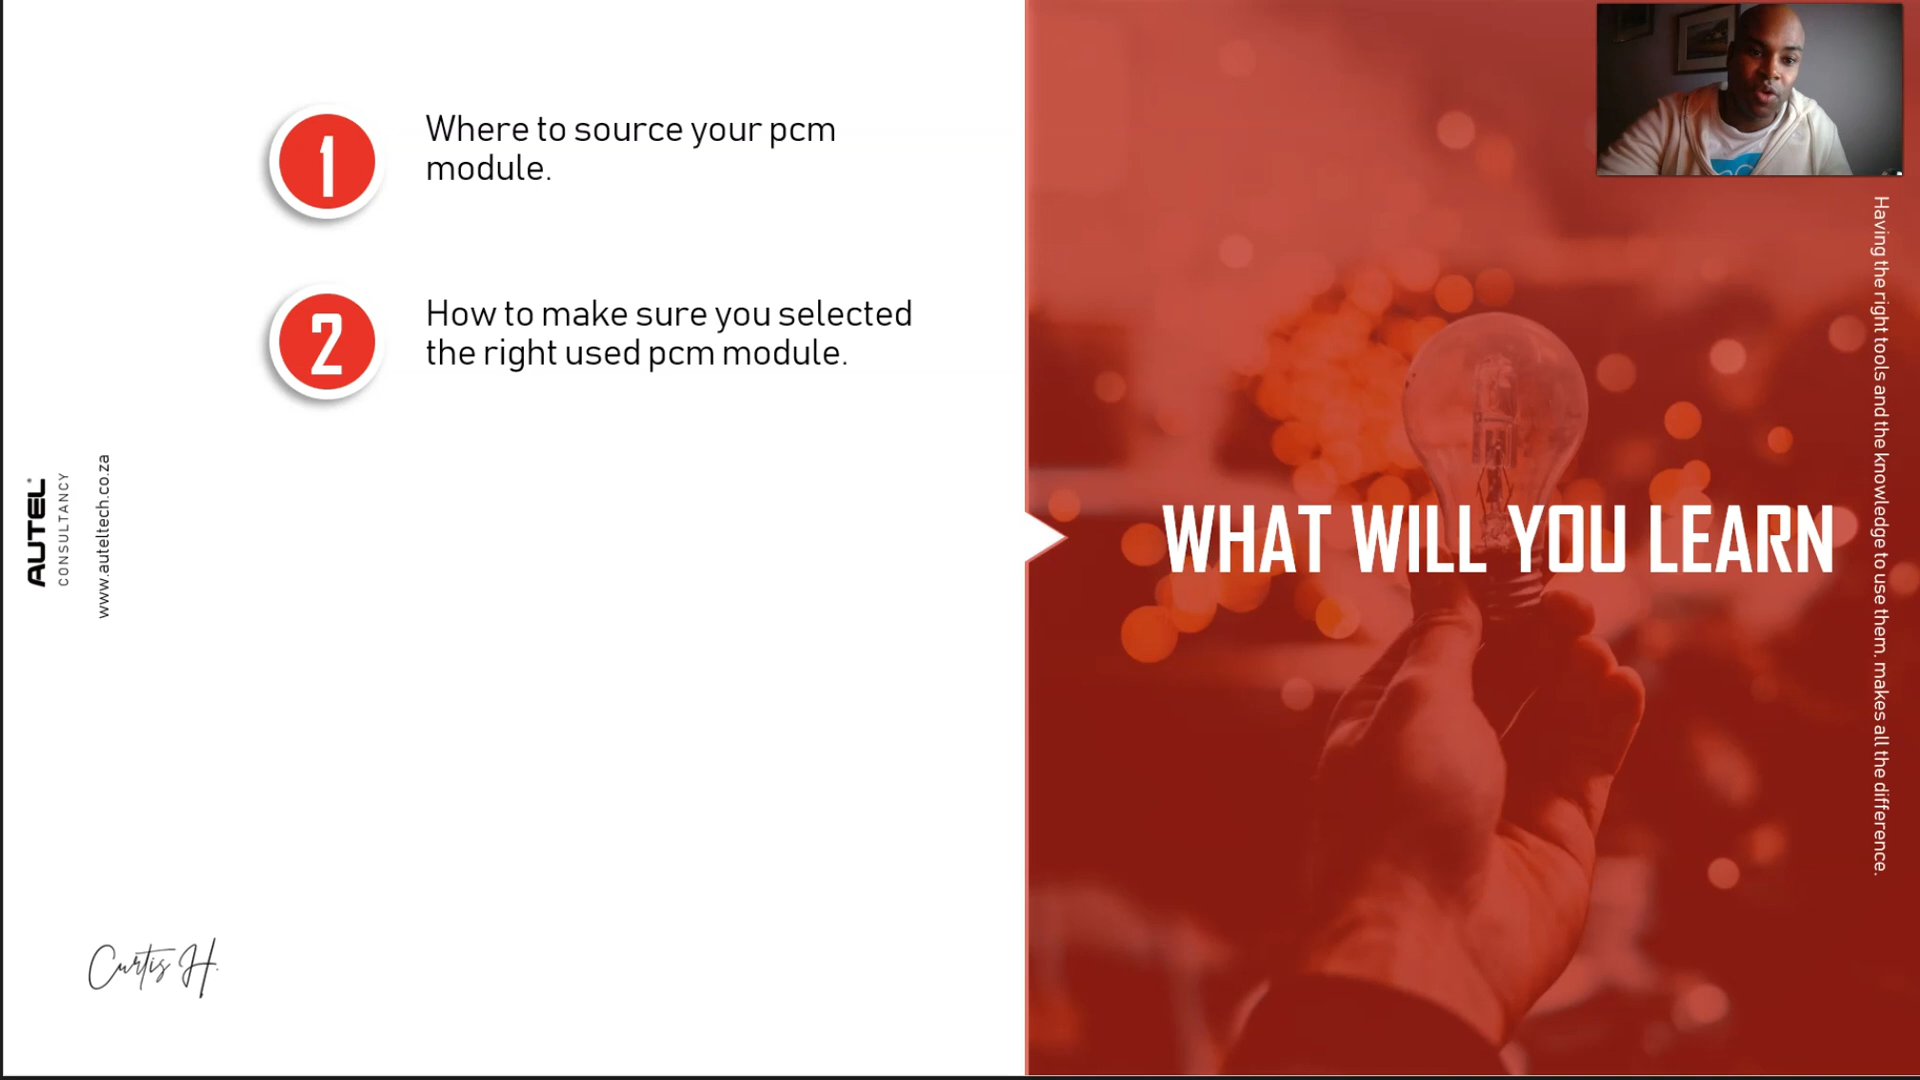 1
Where to source your pcm
module.
2
How to make sure you selected
the right used pcm module.
AUTEL
CONSULTANCY
www.auteltech.co.za
Curtis H.
WHAT WILL YOU LEARN
Having the right tools and the knowledge to use them. makes all the difference.